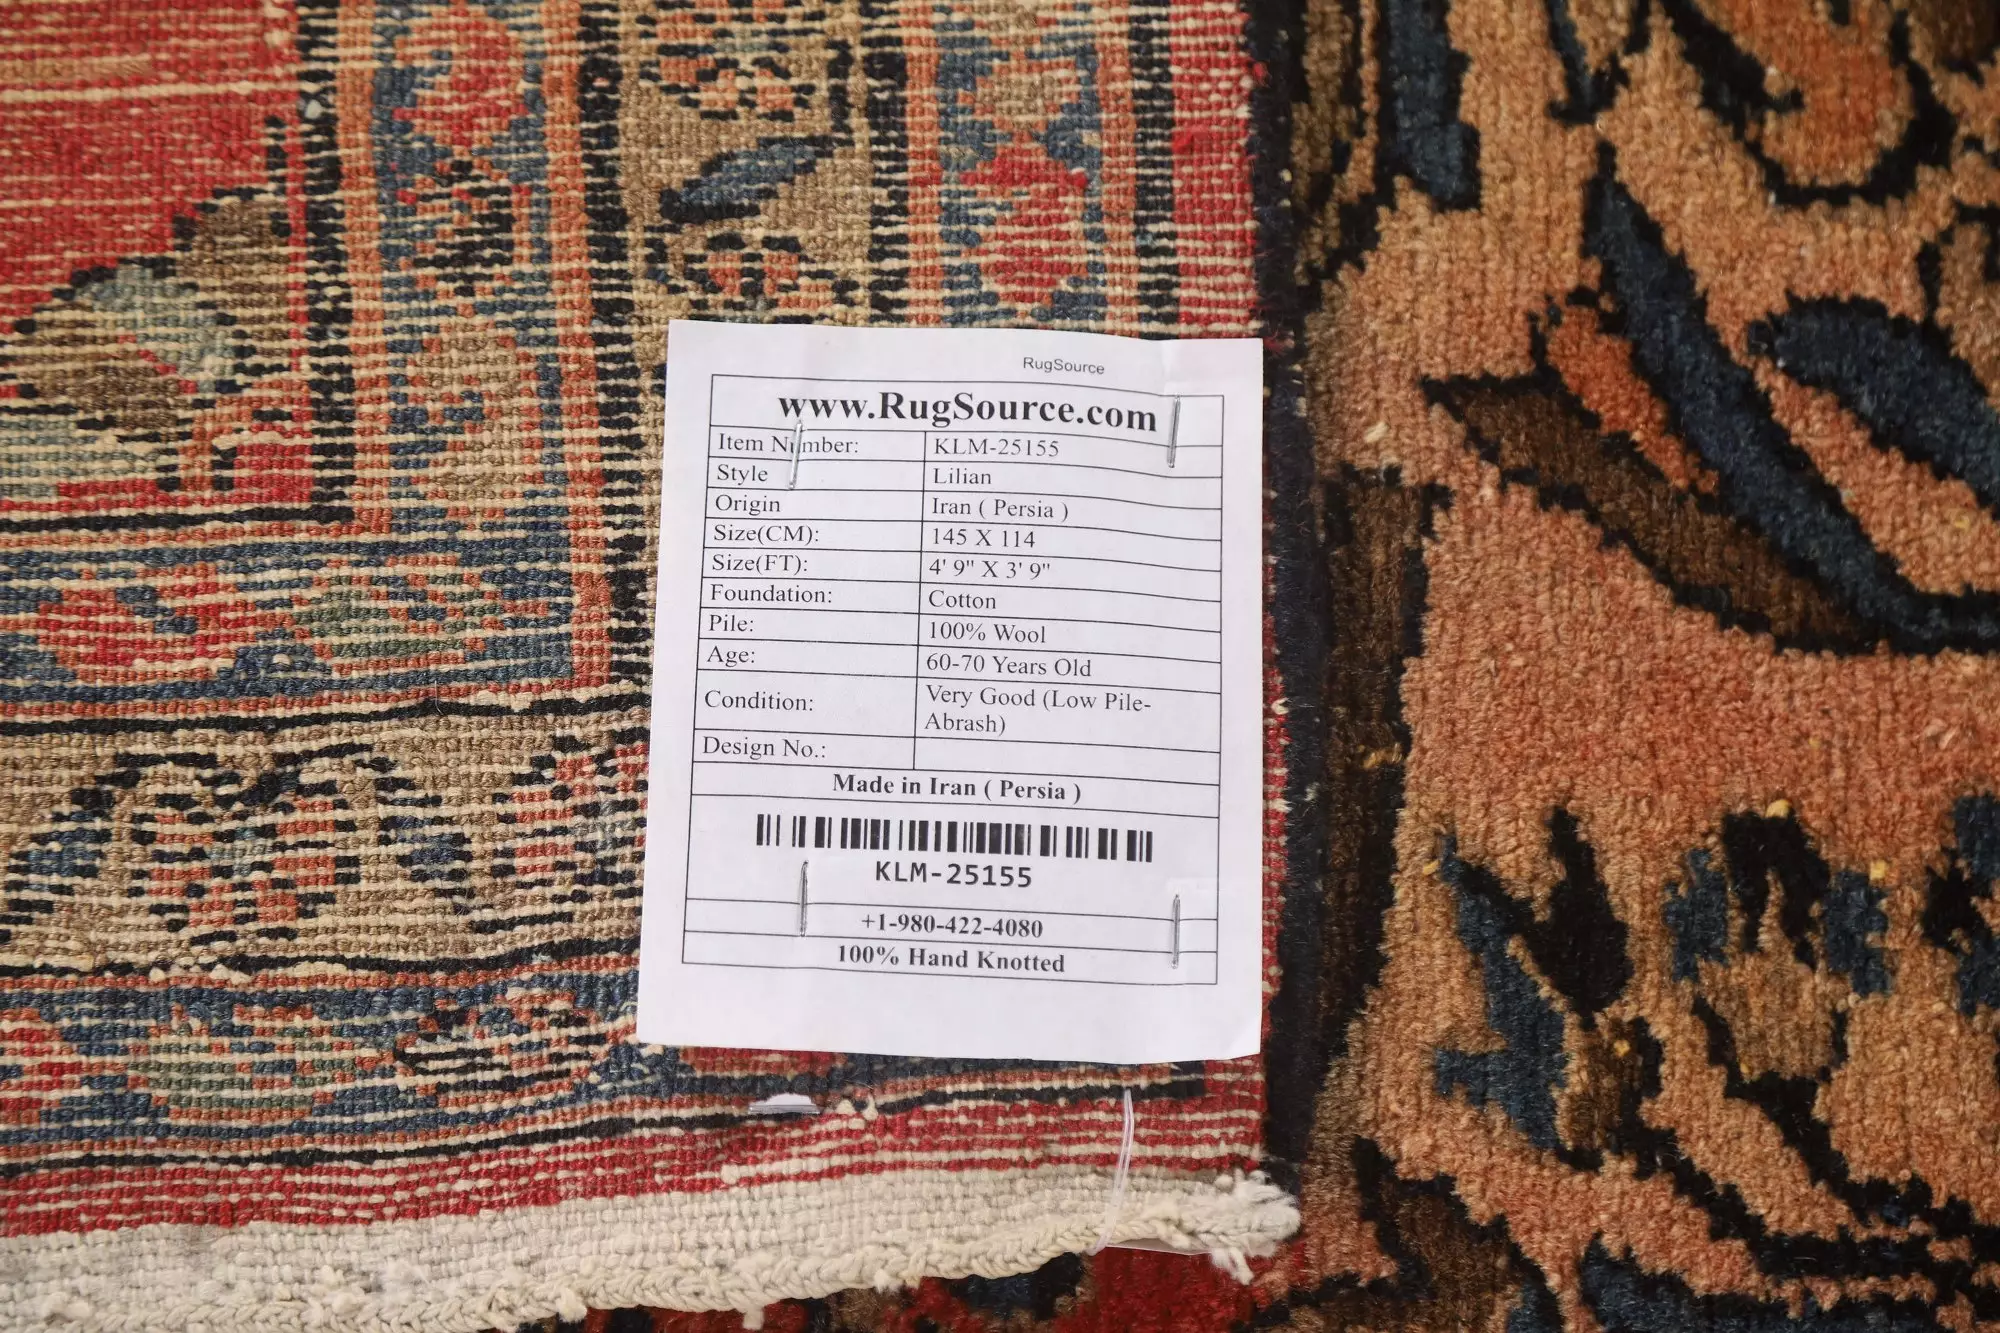 RugSource
www.RugSource.com
Item Number: KLM-25155
Style Lilian
Origin Iran ( Persia )
Size(CM): 145 X 114
Size(FT): 4' 9" X 3' 9"
Foundation: Cotton
Pile: 100% Wool
Age: 60-70 Years Old
Condition: Very Good (Low Pile-
Abrash)
Design No.:
Made in Iran ( Persia )
KLM-25155
+1-980-422-4080
100% Hand Knotted